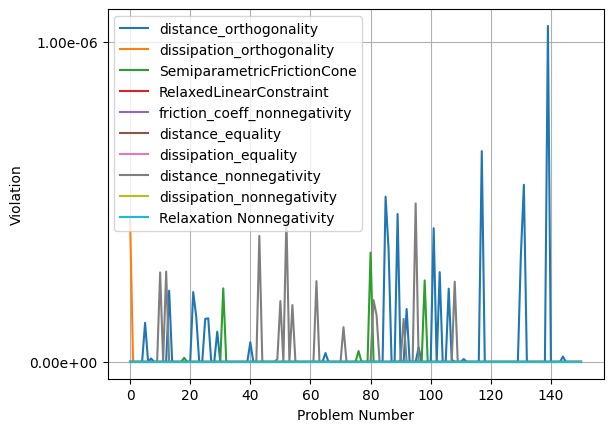 distance_orthogonality
dissipation_orthogonality
SemiparametricFrictionCone
RelaxedLinearConstraint
friction_coeff_nonnegativity
distance_equality
dissipation_equality
distance_nonnegativity
dissipation_nonnegativity
Relaxation Nonnegativity
1.00e-06
0.00e+00
Violation
0 20 40 60 80 100 120 140
Problem Number